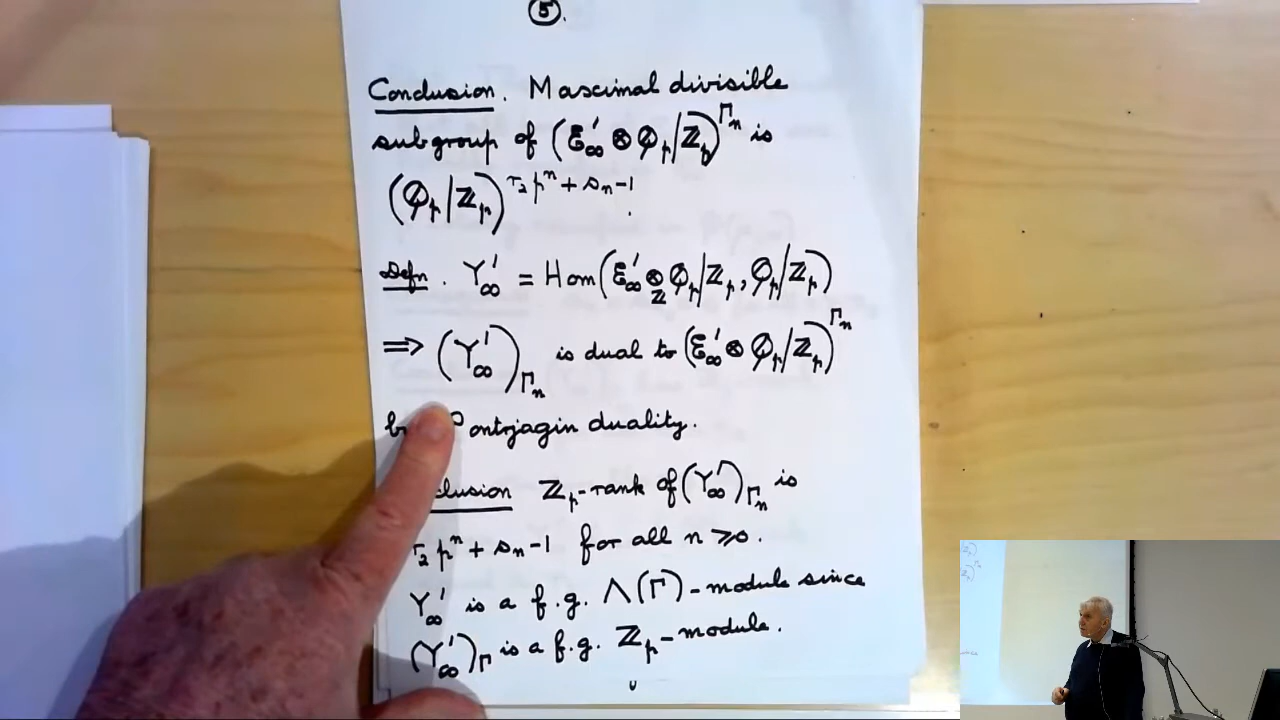 ⑤.
Conclusion. Maximal divisible
subgroup of (ℰ'_∞ ⊗ ℚ_p/ℤ_p)^{Γ_n} is
(ℚ_p/ℤ_p)^{r_2 p^n + s_n - 1}.
Defn. Y'_∞ = Hom(ℰ'_∞ ⊗_ℤ ℚ_p/ℤ_p, ℚ_p/ℤ_p)
⟹ (Y'_∞)_{Γ_n} is dual to (ℰ'_∞ ⊗ ℚ_p/ℤ_p)^{Γ_n}
Pontrjagin duality.
ℤ_p-rank of (Y'_∞)_{Γ_n} is
r_2 p^n + s_n - 1 for all n ≥ 0.
Y'_∞ is a f.g. Λ(Γ)-module since
(Y'_∞)_Γ is a f.g. ℤ_p-module.